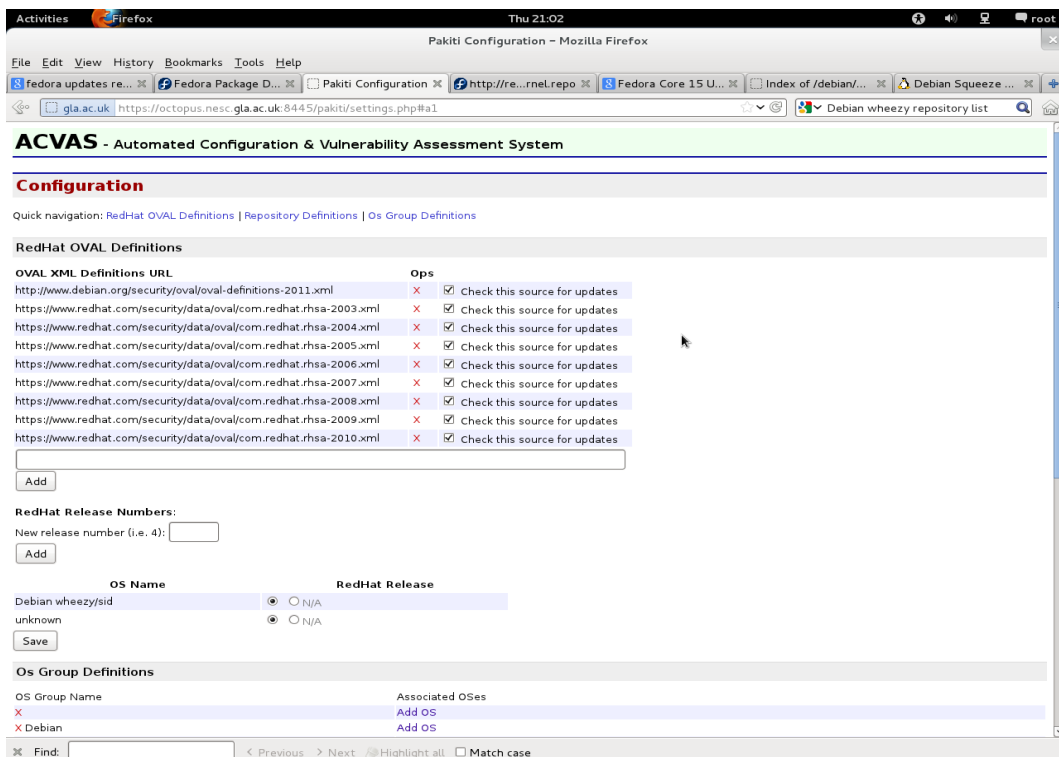 Activities Firefox Thu 21:02 root
Pakiti Configuration - Mozilla Firefox
File Edit View History Bookmarks Tools Help
fedora updates re... Fedora Package D... Pakiti Configuration http://re...rnel.repo Fedora Core 15 U... Index of /debian/... Debian Squeeze ...
gla.ac.uk https://octopus.nesc.gla.ac.uk:8445/pakiti/settings.php#a1 Debian wheezy repository list
ACVAS - Automated Configuration & Vulnerability Assessment System
Configuration
Quick navigation: RedHat OVAL Definitions | Repository Definitions | Os Group Definitions
RedHat OVAL Definitions
OVAL XML Definitions URL Ops
http://www.debian.org/security/oval/oval-definitions-2011.xml X Check this source for updates
https://www.redhat.com/security/data/oval/com.redhat.rhsa-2003.xml X Check this source for updates
https://www.redhat.com/security/data/oval/com.redhat.rhsa-2004.xml X Check this source for updates
https://www.redhat.com/security/data/oval/com.redhat.rhsa-2005.xml X Check this source for updates
https://www.redhat.com/security/data/oval/com.redhat.rhsa-2006.xml X Check this source for updates
https://www.redhat.com/security/data/oval/com.redhat.rhsa-2007.xml X Check this source for updates
https://www.redhat.com/security/data/oval/com.redhat.rhsa-2008.xml X Check this source for updates
https://www.redhat.com/security/data/oval/com.redhat.rhsa-2009.xml X Check this source for updates
https://www.redhat.com/security/data/oval/com.redhat.rhsa-2010.xml X Check this source for updates
Add
RedHat Release Numbers:
New release number (i.e. 4):
Add
OS Name RedHat Release
Debian wheezy/sid N/A
unknown N/A
Save
Os Group Definitions
OS Group Name Associated OSes
X Add OS
X Debian Add OS
Find: < Previous > Next Highlight all Match case